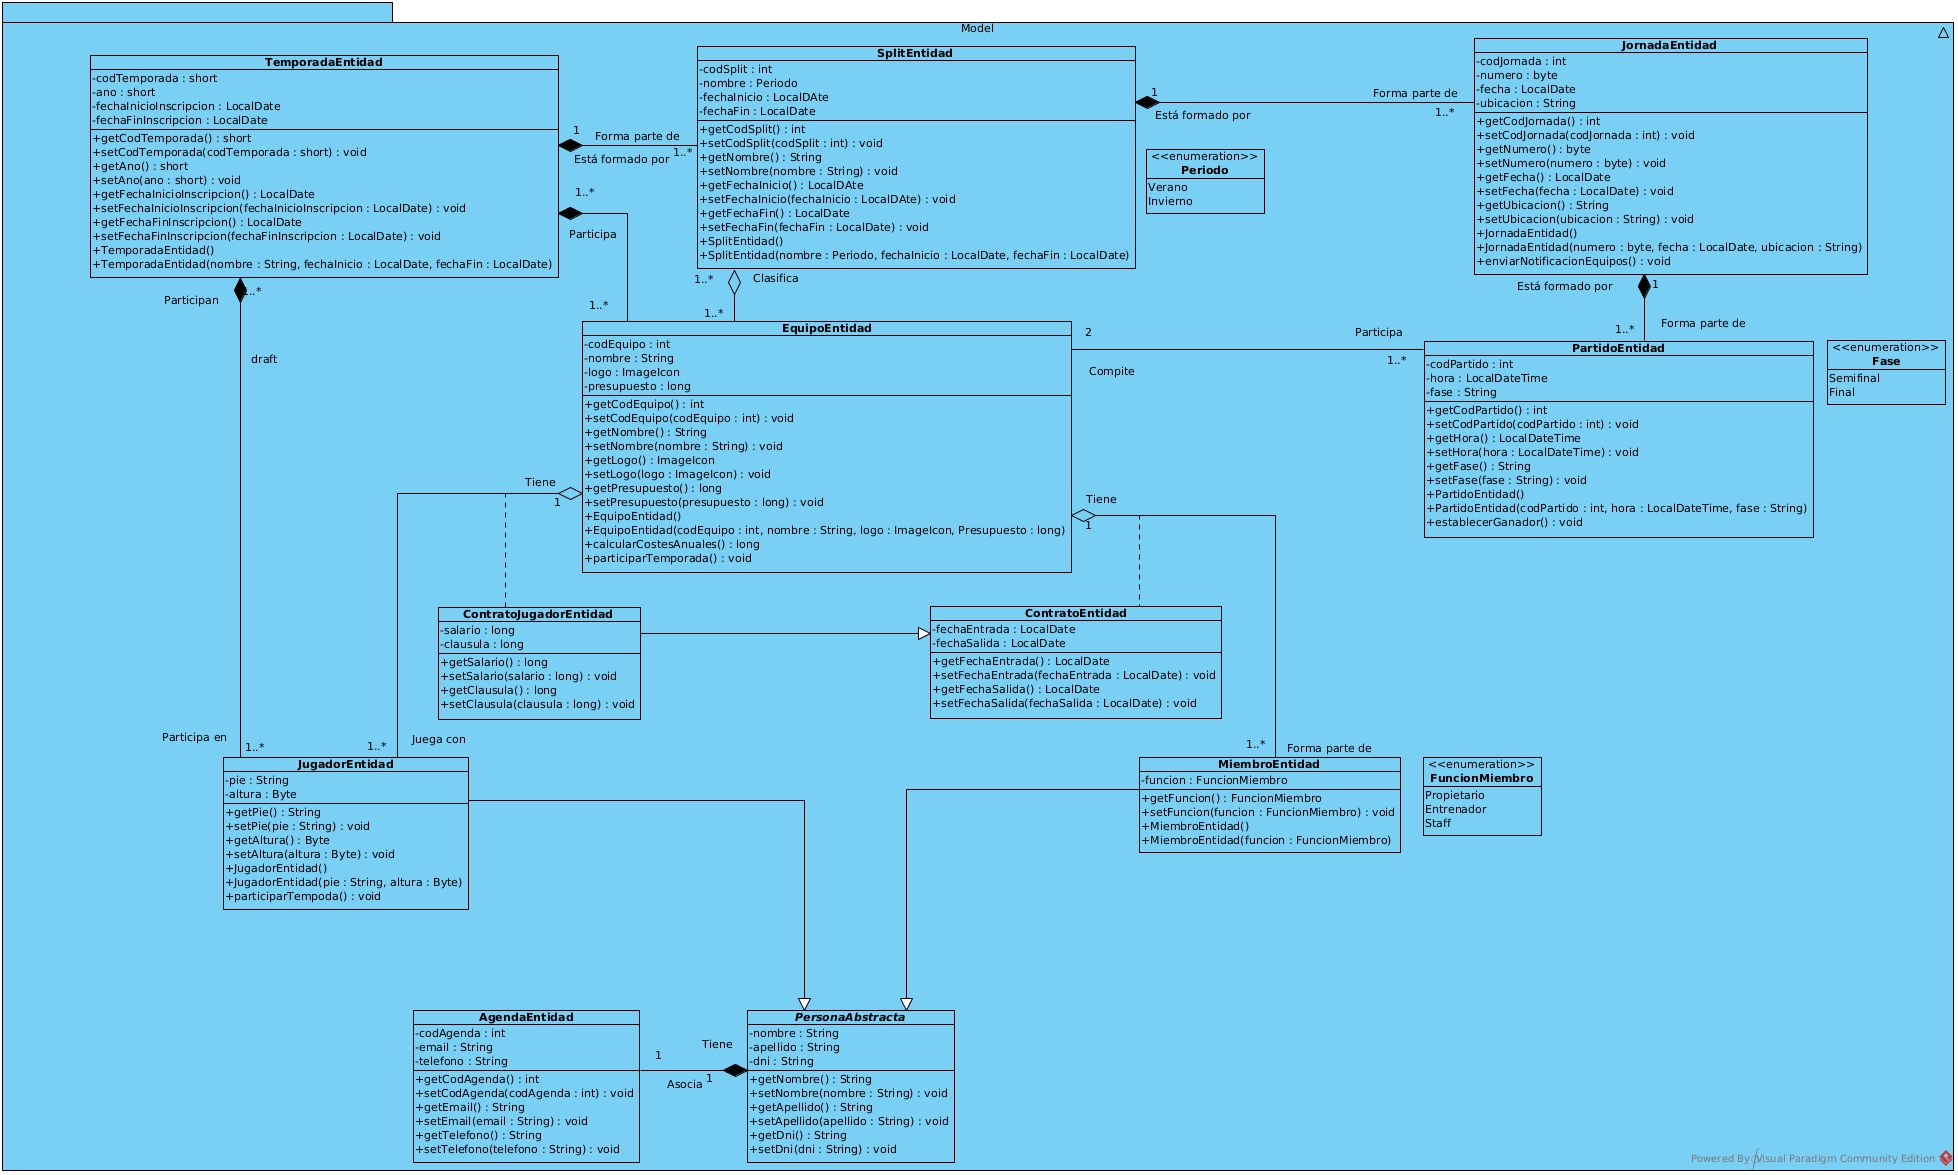 Model
TemporadaEntidad
-codTemporada : short
-ano : short
-fechaInicioInscripcion : LocalDate
-fechaFinInscripcion : LocalDate
+getCodTemporada() : short
+setCodTemporada(codTemporada : short) : void
+getAno() : short
+setAno(ano : short) : void
+getFechaInicioInscripcion() : LocalDate
+setFechaInicioInscripcion(fechaInicioInscripcion : LocalDate) : void
+getFechaFinInscripcion() : LocalDate
+setFechaFinInscripcion(fechaFinInscripcion : LocalDate) : void
+TemporadaEntidad()
+TemporadaEntidad(nombre : String, fechaInicio : LocalDate, fechaFin : LocalDate)
1
Forma parte de
Está formado por
1..*
1..*
Participa
1..*
SplitEntidad
-codSplit : int
-nombre : Periodo
-fechaInicio : LocalDAte
-fechaFin : LocalDate
+getCodSplit() : int
+setCodSplit(codSplit : int) : void
+getNombre() : String
+setNombre(nombre : String) : void
+getFechaInicio() : LocalDAte
+setFechaInicio(fechaInicio : LocalDAte) : void
+getFechaFin() : LocalDate
+setFechaFin(fechaFin : LocalDate) : void
+SplitEntidad()
+SplitEntidad(nombre : Periodo, fechaInicio : LocalDate, fechaFin : LocalDate)
1
Está formado por
Forma parte de
1..*
<<enumeration>>
Periodo
Verano
Invierno
JornadaEntidad
-codJornada : int
-numero : byte
-fecha : LocalDate
-ubicacion : String
+getCodJornada() : int
+setCodJornada(codJornada : int) : void
+getNumero() : byte
+setNumero(numero : byte) : void
+getFecha() : LocalDate
+setFecha(fecha : LocalDate) : void
+getUbicacion() : String
+setUbicacion(ubicacion : String) : void
+JornadaEntidad()
+JornadaEntidad(numero : byte, fecha : LocalDate, ubicacion : String)
+enviarNotificacionEquipos() : void
Participan
1..*
draft
Participa en
1..*
1..*
Clasifica
1..*
Está formado por
1
1..*
Forma parte de
EquipoEntidad
-codEquipo : int
-nombre : String
-logo : ImageIcon
-presupuesto : long
+getCodEquipo() : int
+setCodEquipo(codEquipo : int) : void
+getNombre() : String
+setNombre(nombre : String) : void
+getLogo() : ImageIcon
+setLogo(logo : ImageIcon) : void
+getPresupuesto() : long
+setPresupuesto(presupuesto : long) : void
+EquipoEntidad()
+EquipoEntidad(codEquipo : int, nombre : String, logo : ImageIcon, Presupuesto : long)
+calcularCostesAnuales() : long
+participarTemporada() : void
2
Compite
Participa
1..*
PartidoEntidad
-codPartido : int
-hora : LocalDateTime
-fase : String
+getCodPartido() : int
+setCodPartido(codPartido : int) : void
+getHora() : LocalDateTime
+setHora(hora : LocalDateTime) : void
+getFase() : String
+setFase(fase : String) : void
+PartidoEntidad()
+PartidoEntidad(codPartido : int, hora : LocalDateTime, fase : String)
+establecerGanador() : void
<<enumeration>>
Fase
Semifinal
Final
Tiene
1
Tiene
1
ContratoJugadorEntidad
-salario : long
-clausula : long
+getSalario() : long
+setSalario(salario : long) : void
+getClausula() : long
+setClausula(clausula : long) : void
ContratoEntidad
-fechaEntrada : LocalDate
-fechaSalida : LocalDate
+getFechaEntrada() : LocalDate
+setFechaEntrada(fechaEntrada : LocalDate) : void
+getFechaSalida() : LocalDate
+setFechaSalida(fechaSalida : LocalDate) : void
1..*
Juega con
1..*
Forma parte de
JugadorEntidad
-pie : String
-altura : Byte
+getPie() : String
+setPie(pie : String) : void
+getAltura() : Byte
+setAltura(altura : Byte) : void
+JugadorEntidad()
+JugadorEntidad(pie : String, altura : Byte)
+participarTempoda() : void
MiembroEntidad
-funcion : FuncionMiembro
+getFuncion() : FuncionMiembro
+setFuncion(funcion : FuncionMiembro) : void
+MiembroEntidad()
+MiembroEntidad(funcion : FuncionMiembro)
<<enumeration>>
FuncionMiembro
Propietario
Entrenador
Staff
AgendaEntidad
-codAgenda : int
-email : String
-telefono : String
+getCodAgenda() : int
+setCodAgenda(codAgenda : int) : void
+getEmail() : String
+setEmail(email : String) : void
+getTelefono() : String
+setTelefono(telefono : String) : void
1
Tiene
Asocia
1
PersonaAbstracta
-nombre : String
-apellido : String
-dni : String
+getNombre() : String
+setNombre(nombre : String) : void
+getApellido() : String
+setApellido(apellido : String) : void
+getDni() : String
+setDni(dni : String) : void
Powered By Visual Paradigm Community Edition